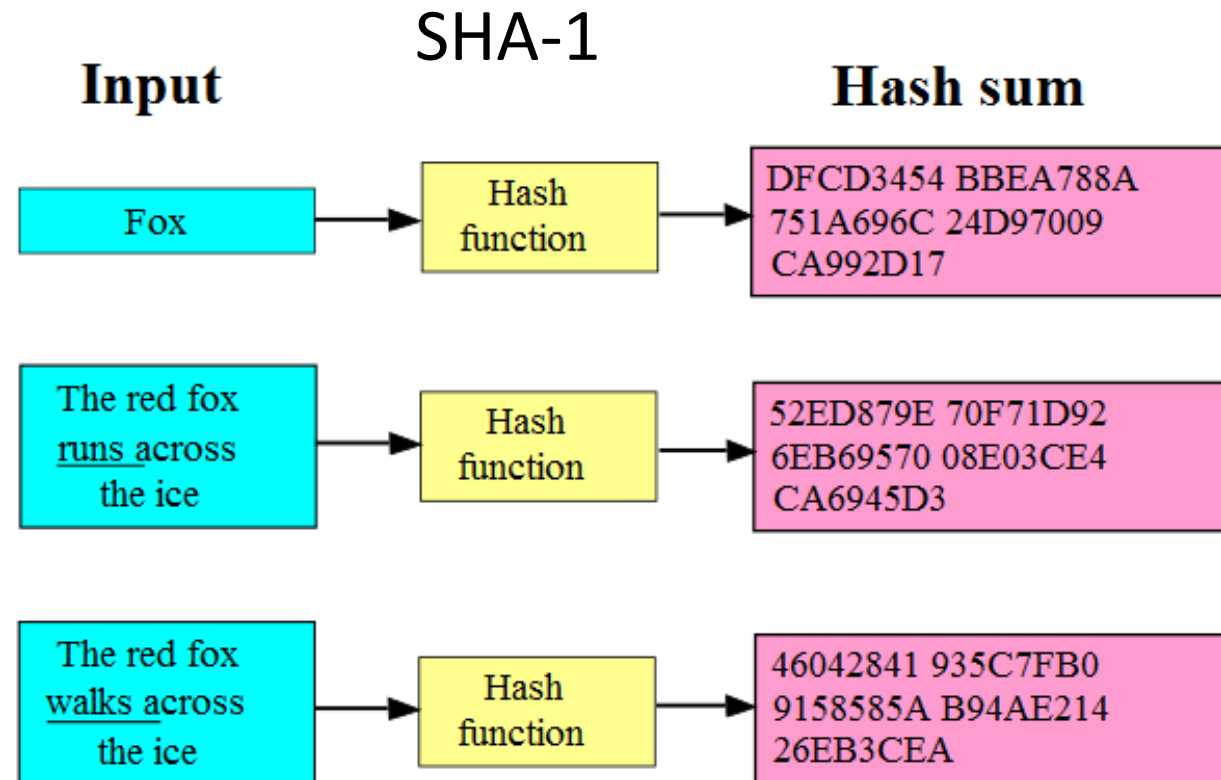 SHA-1
Input
Hash sum
Fox
Hash
function
DFCD3454 BBEA788A
751A696C 24D97009
CA992D17
The red fox
runs across
the ice
Hash
function
52ED879E 70F71D92
6EB69570 08E03CE4
CA6945D3
The red fox
walks across
the ice
Hash
function
46042841 935C7FB0
9158585A B94AE214
26EB3CEA